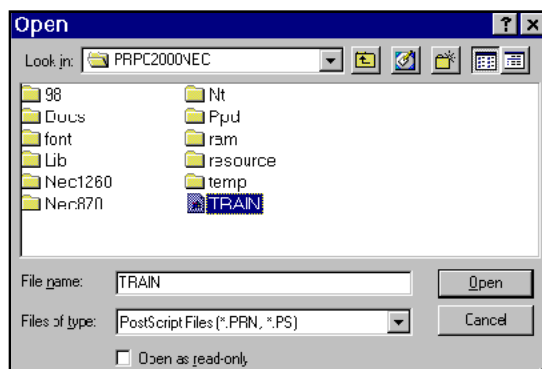 Open
Look in: PRPC2000NEC
98 Nt
Docs Ppd
font ram
Lib resource
Nec1260 temp
Nec870 TRAIN
File name: TRAIN Open
Files of type: PostScript Files (*.PRN, *.PS) Cancel
Open as read-only